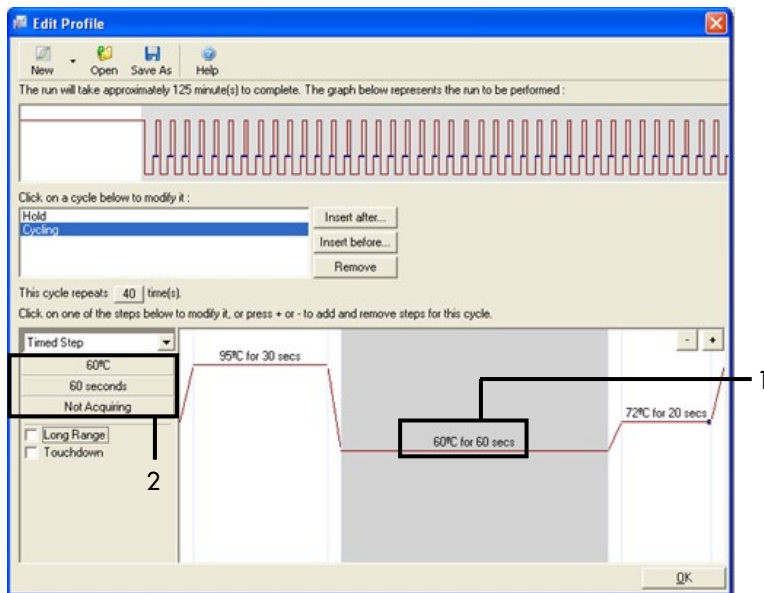 Edit Profile
New Open Save As Help
The run will take approximately 125 minute(s) to complete. The graph below represents the run to be performed :
Click on a cycle below to modify it :
Hold
Cycling
Insert after...
Insert before...
Remove
This cycle repeats 40 time(s).
Click on one of the steps below to modify it, or press + or - to add and remove steps for this cycle.
Timed Step
- +
60ºC
60 seconds
Not Acquiring
Long Range
Touchdown
95ºC for 30 secs
60ºC for 60 secs
72ºC for 20 secs
1
2
OK